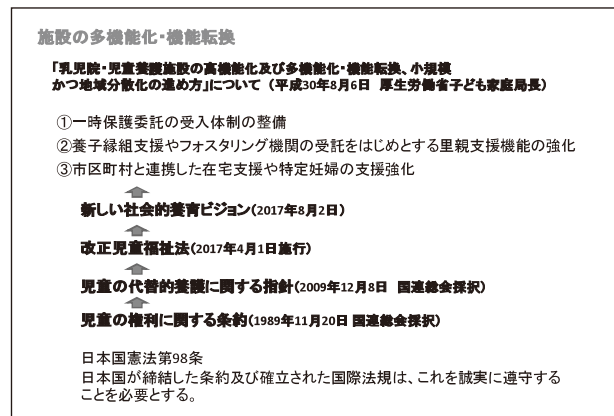 施設の多機能化・機能転換
「乳児院・児童養護施設の高機能化及び多機能化・機能転換、小規模
かつ地域分散化の進め方」について（平成30年8月6日　厚生労働省子ども家庭局長）
①一時保護委託の受入体制の整備
②養子縁組支援やフォスタリング機関の受託をはじめとする里親支援機能の強化
③市区町村と連携した在宅支援や特定妊婦の支援強化
新しい社会的養育ビジョン(2017年8月2日)
改正児童福祉法(2017年4月1日施行)
児童の代替的養護に関する指針(2009年12月8日　国連総会採択)
児童の権利に関する条約(1989年11月20日 国連総会採択)
日本国憲法第98条
日本国が締結した条約及び確立された国際法規は、これを誠実に遵守する
ことを必要とする。